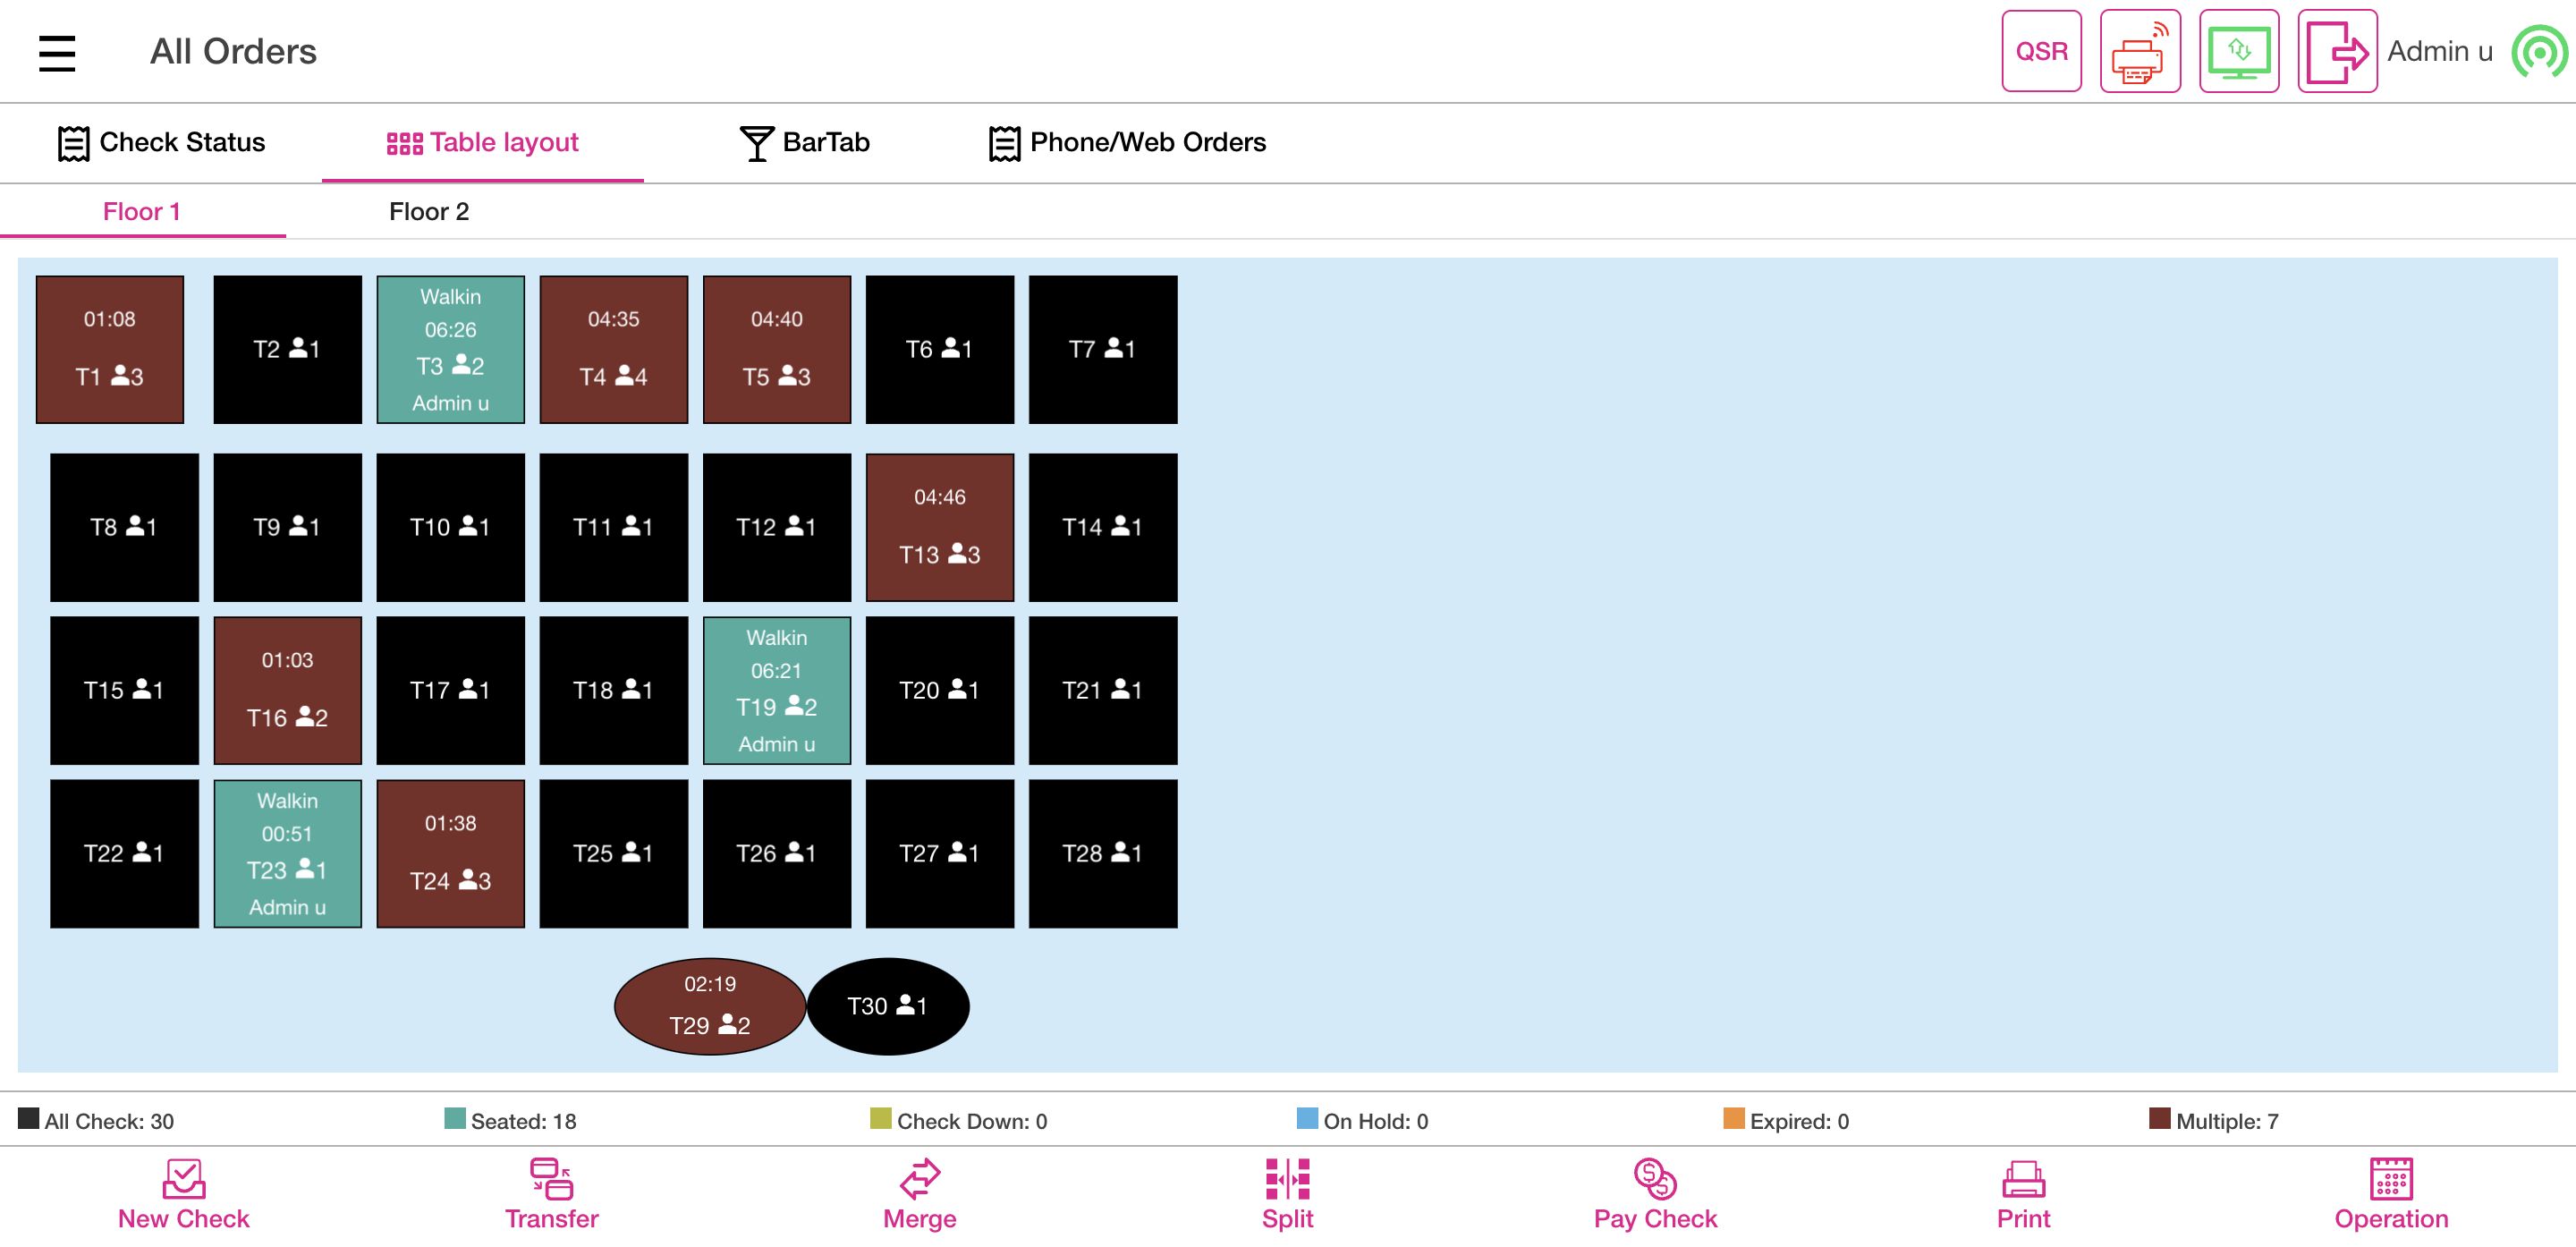 All Orders
QSR
Admin u
Check Status
Table layout
BarTab
Phone/Web Orders
Floor 1
Floor 2
01:08
T1 3
T2 1
Walkin
06:26
T3 2
Admin u
04:35
T4 4
04:40
T5 3
T6 1
T7 1
T8 1
T9 1
T10 1
T11 1
T12 1
04:46
T13 3
T14 1
T15 1
01:03
T16 2
T17 1
T18 1
Walkin
06:21
T19 2
Admin u
T20 1
T21 1
T22 1
Walkin
00:51
T23 1
Admin u
01:38
T24 3
T25 1
T26 1
T27 1
T28 1
02:19
T29 2
T30 1
All Check: 30
Seated: 18
Check Down: 0
On Hold: 0
Expired: 0
Multiple: 7
New Check
Transfer
Merge
Split
Pay Check
Print
Operation